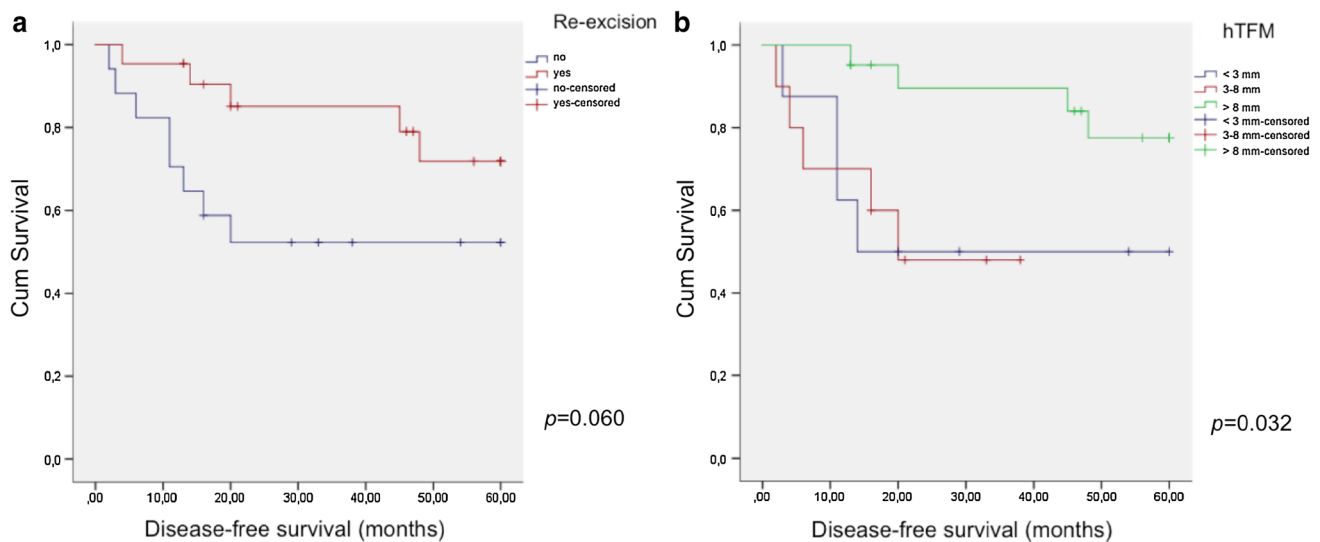 a
Re-excision
no
yes
no-censored
yes-censored
1,0
0,8
0,6
0,4
0,2
0,0
Cum Survival
p=0.060
,00 10,00 20,00 30,00 40,00 50,00 60,00
Disease-free survival (months)
b
hTFM
< 3 mm
3-8 mm
> 8 mm
< 3 mm-censored
3-8 mm-censored
> 8 mm-censored
1,0
0,8
0,6
0,4
0,2
0,0
Cum Survival
p=0.032
,00 10,00 20,00 30,00 40,00 50,00 60,00
Disease-free survival (months)